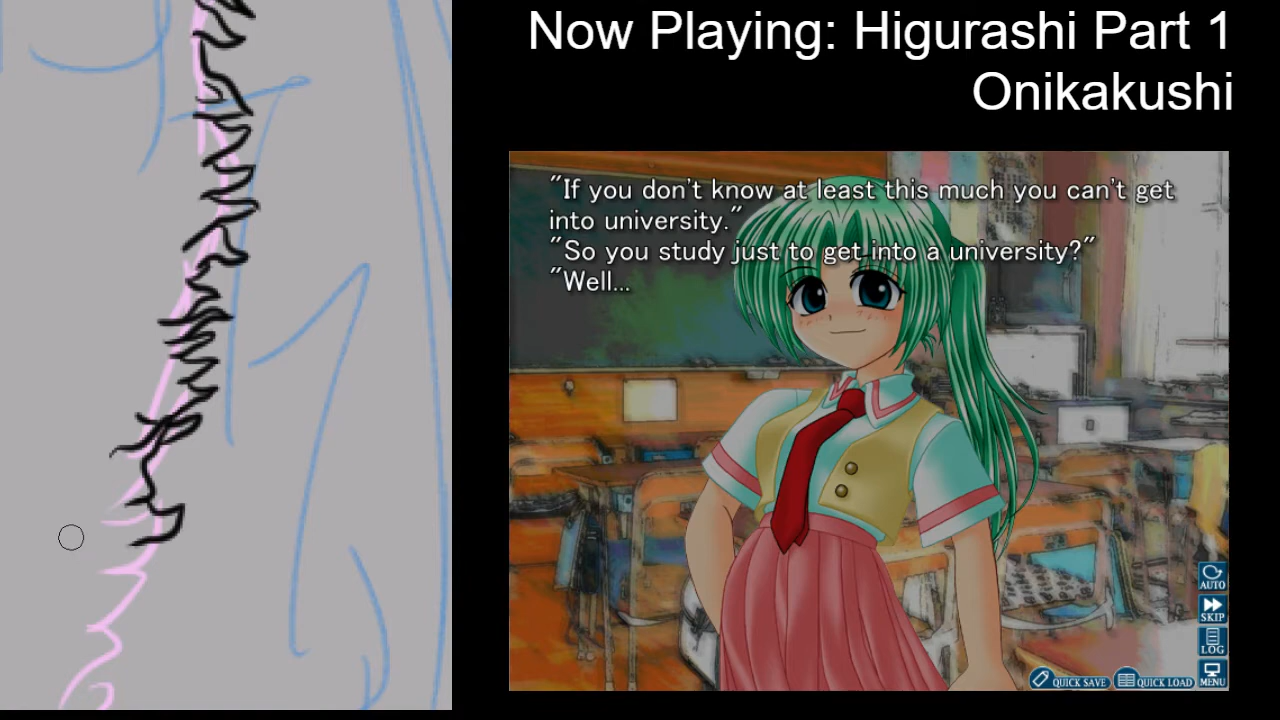 Now Playing: Higurashi Part 1
Onikakushi
"If you don't know at least this much you can't get
into university."
"So you study just to get into a university?"
"Well...
AUTO
SKIP
LOG
MENU
QUICK SAVE
QUICK LOAD